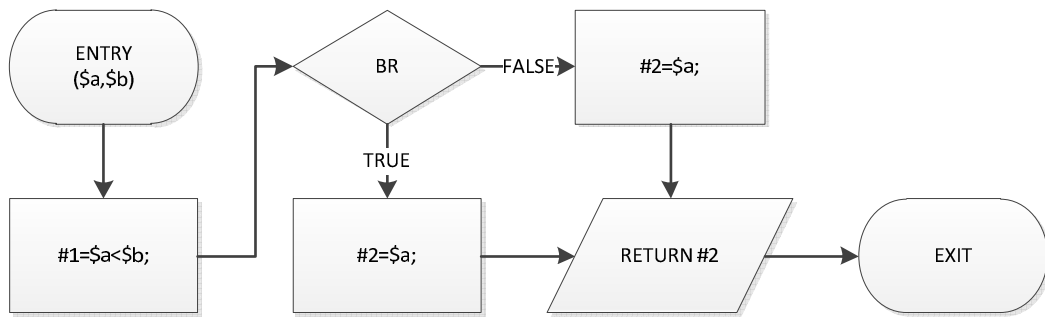 ENTRY
($a,$b)
#1=$a<$b;
BR
FALSE
#2=$a;
TRUE
#2=$a;
RETURN #2
EXIT